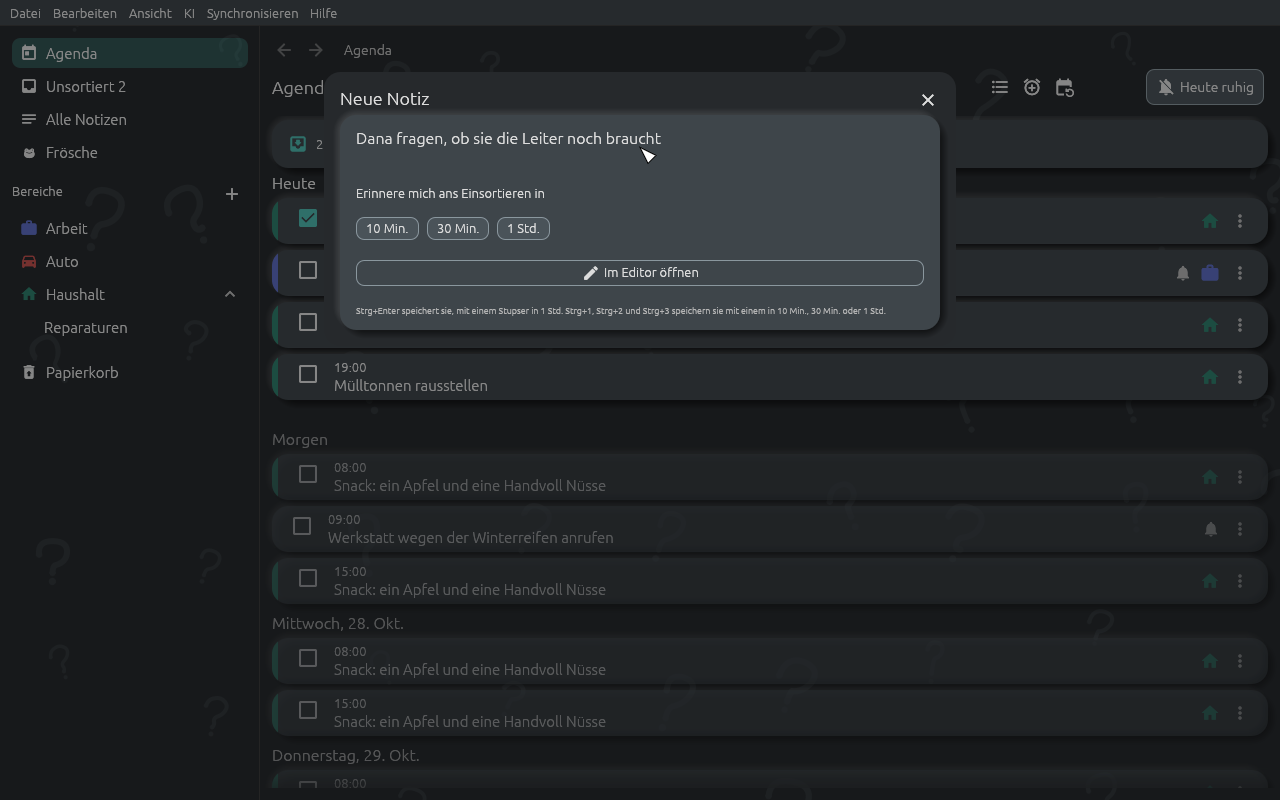 Datei Bearbeiten Ansicht KI Synchronisieren Hilfe
Agenda
Unsortiert 2
Alle Notizen
Frösche
Bereiche
Arbeit
Auto
Haushalt
Reparaturen
Papierkorb
Agenda
Agend
Heute ruhig
2
Heute
Neue Notiz
Dana fragen, ob sie die Leiter noch braucht
Erinnere mich ans Einsortieren in
10 Min. 30 Min. 1 Std.
Im Editor öffnen
Strg+Enter speichert sie, mit einem Stupser in 1 Std. Strg+1, Strg+2 und Strg+3 speichern sie mit einem in 10 Min., 30 Min. oder 1 Std.
19:00
Mülltonnen rausstellen
Morgen
08:00
Snack: ein Apfel und eine Handvoll Nüsse
09:00
Werkstatt wegen der Winterreifen anrufen
15:00
Snack: ein Apfel und eine Handvoll Nüsse
Mittwoch, 28. Okt.
08:00
Snack: ein Apfel und eine Handvoll Nüsse
15:00
Snack: ein Apfel und eine Handvoll Nüsse
Donnerstag, 29. Okt.
08:00